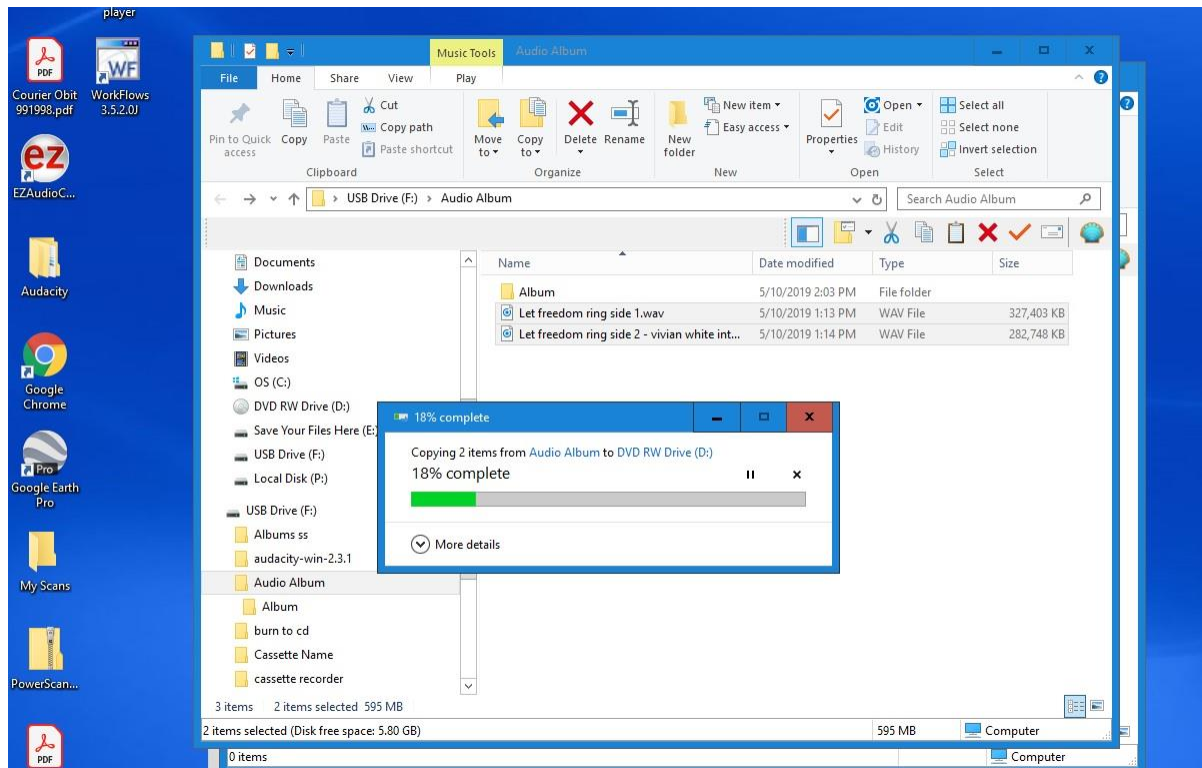 player
PDF
Courier Obit
991998.pdf
WF
WorkFlows
3.5.2.0J
ez
EZAudioC...
Audacity
Google
Chrome
Pro
Google Earth
Pro
My Scans
PowerScan...
PDF
Music Tools
Audio Album
File
Home
Share
View
Play
Pin to Quick
access
Copy
Paste
Cut
Copy path
Paste shortcut
Clipboard
Move
to
Copy
to
Delete
Rename
Organize
New
folder
New item
Easy access
New
Properties
Open
Edit
History
Open
Select all
Select none
Invert selection
Select
USB Drive (F:) > Audio Album
Search Audio Album
Documents
Downloads
Music
Pictures
Videos
OS (C:)
DVD RW Drive (D:)
Save Your Files Here (E:)
USB Drive (F:)
Local Disk (P:)
USB Drive (F:)
Albums ss
audacity-win-2.3.1
Audio Album
Album
burn to cd
Cassette Name
cassette recorder
Name Date modified Type Size
Album 5/10/2019 2:03 PM File folder
Let freedom ring side 1.wav 5/10/2019 1:13 PM WAV File 327,403 KB
Let freedom ring side 2 - vivian white int... 5/10/2019 1:14 PM WAV File 282,748 KB
18% complete
Copying 2 items from Audio Album to DVD RW Drive (D:)
18% complete
More details
3 items 2 items selected 595 MB
2 items selected (Disk free space: 5.80 GB) 595 MB Computer
0 items Computer